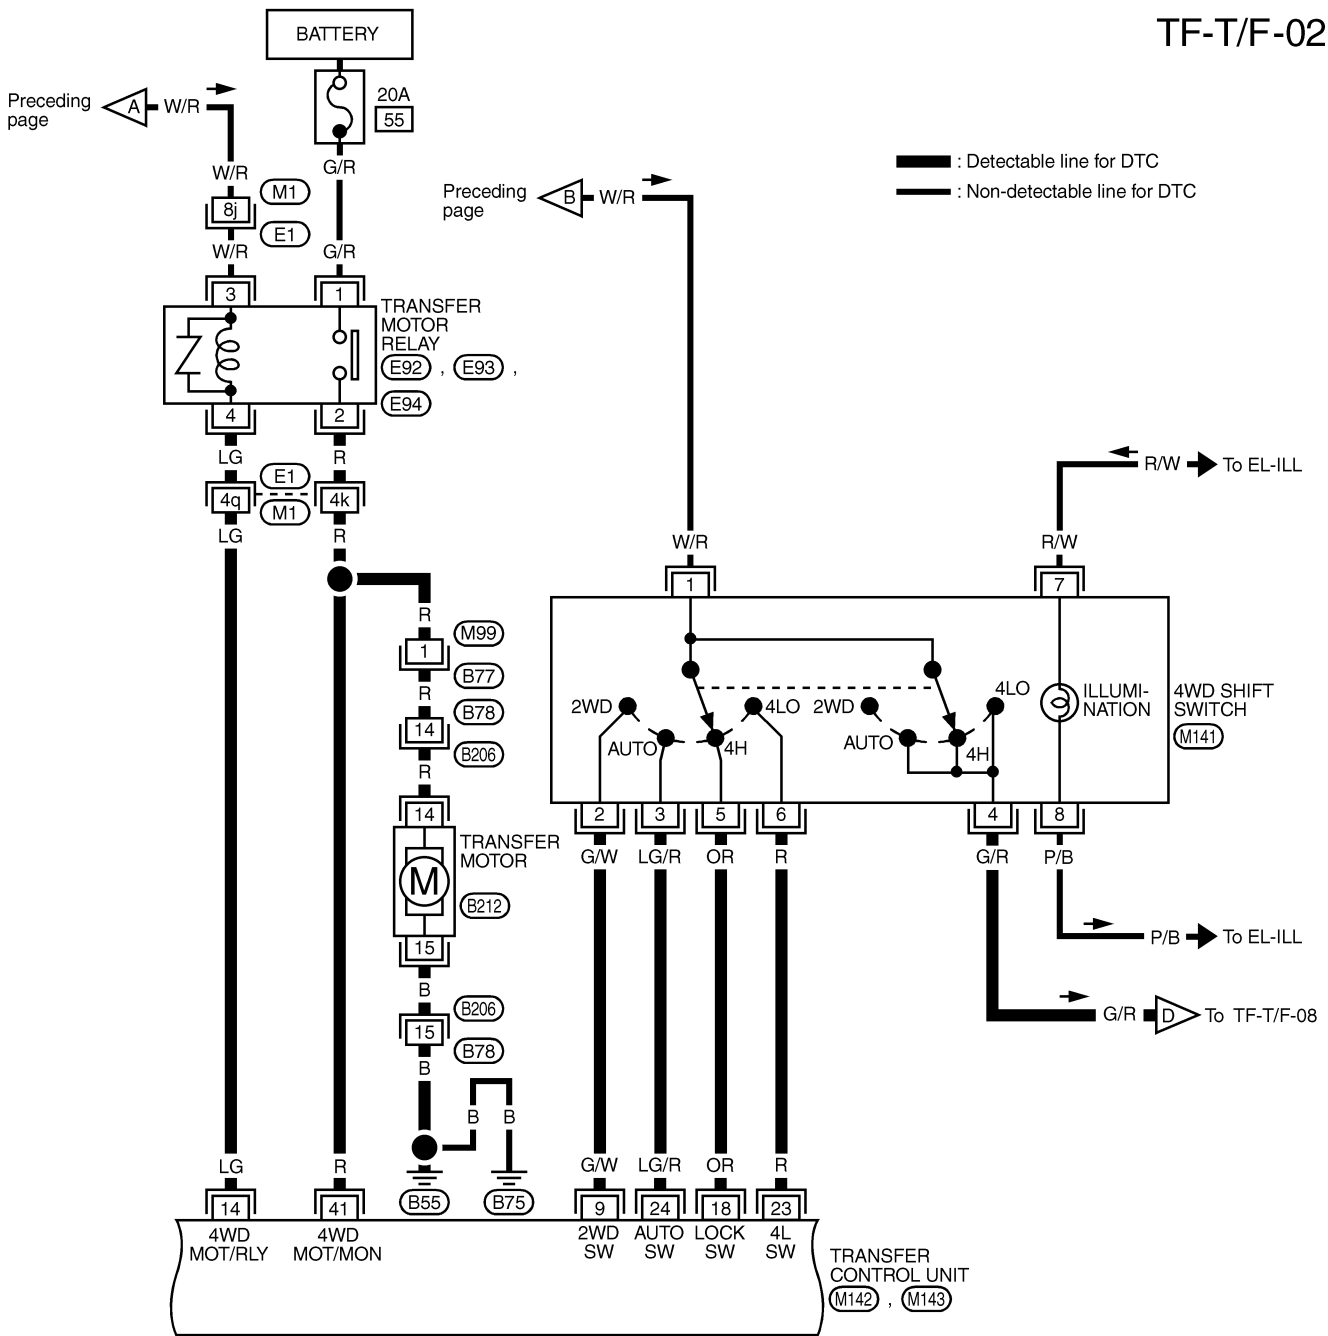 TF-T/F-02
BATTERY
20A
55
Preceding
page
A
W/R
G/R
W/R
M1
8j
E1
W/R
G/R
Preceding
page
B
W/R
: Detectable line for DTC
: Non-detectable line for DTC
3
1
TRANSFER
MOTOR
RELAY
E92 , E93 ,
E94
4
2
LG
R
E1
4q
4k
M1
LG
R
R/W
To EL-ILL
W/R
R/W
1
7
R
M99
1
B77
R
B78
14
B206
R
2WD
AUTO
4H
4LO
2WD
AUTO
4H
4LO
ILLUMI-
NATION
4WD SHIFT
SWITCH
M141
14
TRANSFER
MOTOR
M
B212
15
2
3
5
6
4
8
G/W
LG/R
OR
R
G/R
P/B
P/B
To EL-ILL
B
B206
15
B78
B
G/R
D
To TF-T/F-08
B
B
LG
R
B55
B75
G/W
LG/R
OR
R
14
41
9
24
18
23
4WD
MOT/RLY
4WD
MOT/MON
2WD
SW
AUTO
SW
LOCK
SW
4L
SW
TRANSFER
CONTROL UNIT
M142 , M143